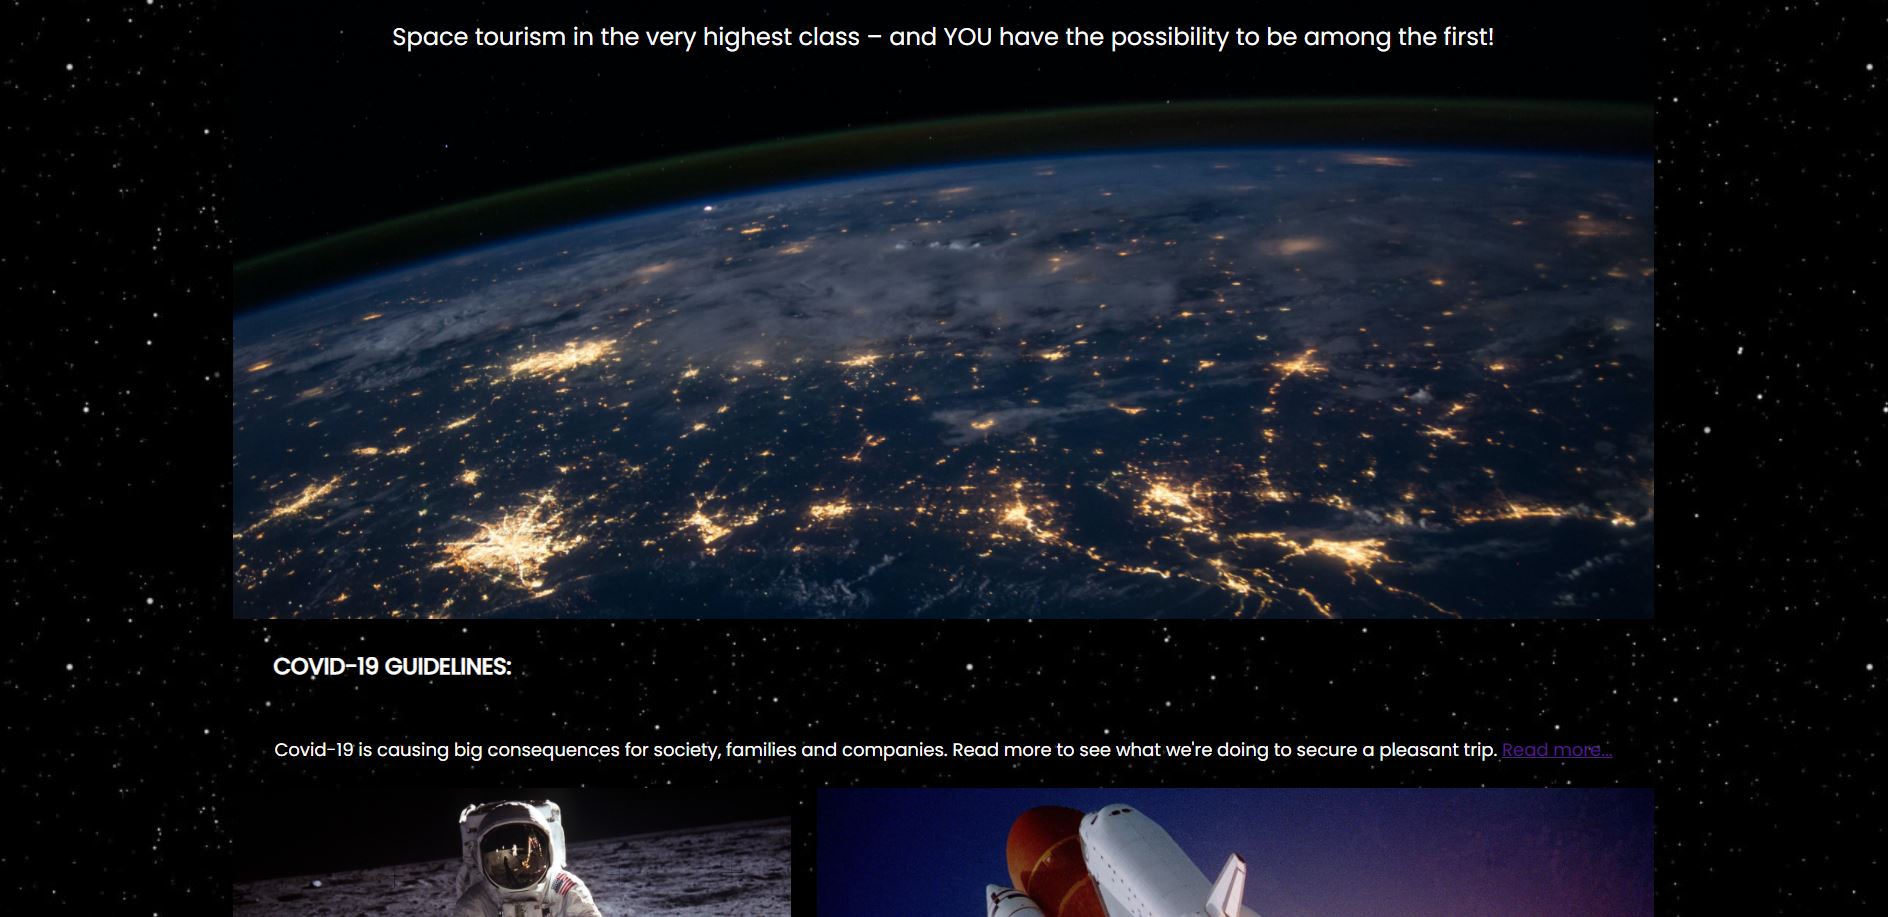 Space tourism in the very highest class – and YOU have the possibility to be among the first!
COVID-19 GUIDELINES:
Covid-19 is causing big consequences for society, families and companies. Read more to see what we're doing to secure a pleasant trip. Read more...